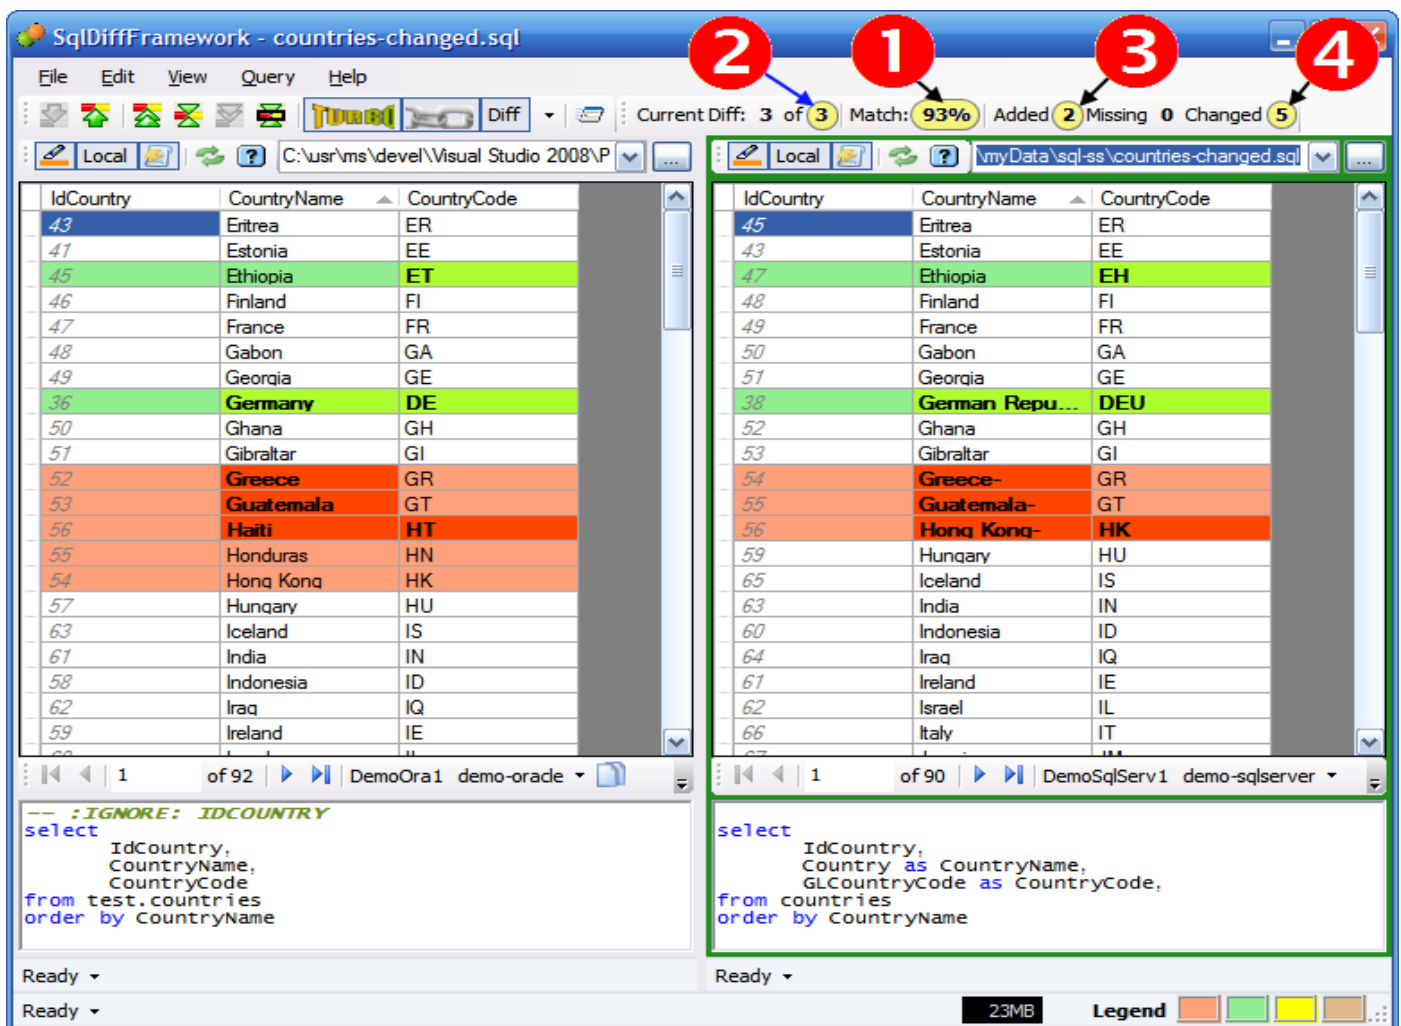 SqlDiffFramework - countries-changed.sql
2 1 3 4
File Edit View Query Help
TURBO Diff Current Diff: 3 of 3 Match: 93% Added 2 Missing 0 Changed 5
Local ? C:\usr\ms\devel\Visual Studio 2008\P ... Local ? \myData\sql-ss\countries-changed.sql ...
IdCountry CountryName CountryCode IdCountry CountryName CountryCode
43 Eritrea ER 45 Eritrea ER
41 Estonia EE 43 Estonia EE
45 Ethiopia ET 47 Ethiopia EH
46 Finland FI 48 Finland FI
47 France FR 49 France FR
48 Gabon GA 50 Gabon GA
49 Georgia GE 51 Georgia GE
36 Germany DE 38 German Repu... DEU
50 Ghana GH 52 Ghana GH
51 Gibraltar GI 53 Gibraltar GI
52 Greece GR 54 Greece- GR
53 Guatemala GT 55 Guatemala- GT
56 Haiti HT 56 Hong Kong- HK
55 Honduras HN 59 Hungary HU
54 Hong Kong HK 65 Iceland IS
57 Hungary HU 63 India IN
63 Iceland IS 60 Indonesia ID
61 India IN 64 Iraq IQ
58 Indonesia ID 61 Ireland IE
62 Iraq IQ 62 Israel IL
59 Ireland IE 66 Italy IT
1 of 92 DemoOra1 demo-oracle 1 of 90 DemoSqlServ1 demo-sqlserver
-- :IGNORE: IDCOUNTRY
select
IdCountry,
CountryName,
CountryCode
from test.countries
order by CountryName
select
IdCountry,
Country as CountryName,
GLCountryCode as CountryCode,
from countries
order by CountryName
Ready Ready
Ready 23MB Legend